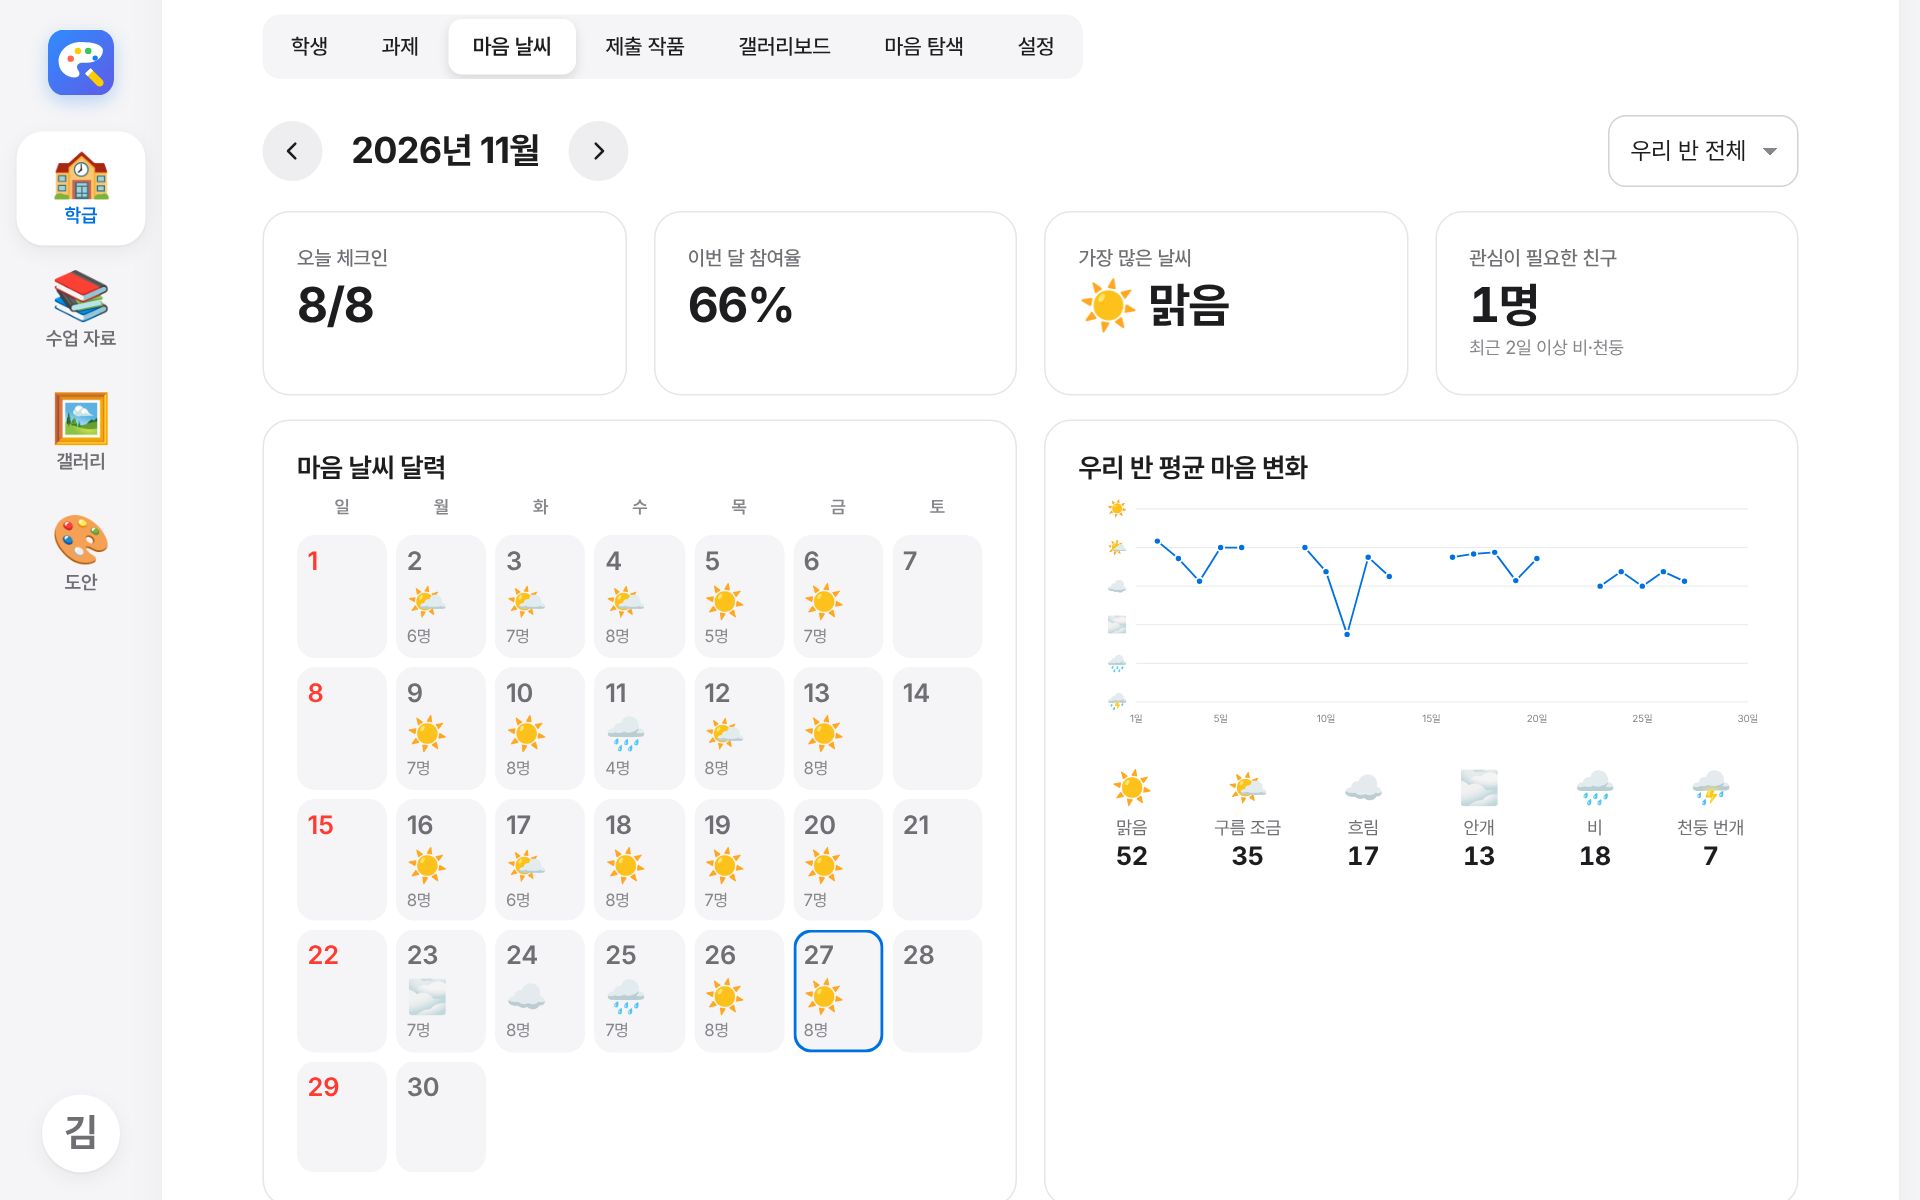 학생 과제 마음 날씨 제출 작품 갤러리보드 마음 탐색 설정
학급
수업 자료
갤러리
도안
김
2026년 11월
우리 반 전체
오늘 체크인
8/8
이번 달 참여율
66%
가장 많은 날씨
맑음
관심이 필요한 친구
1명
최근 2일 이상 비·천둥
마음 날씨 달력
일 월 화 수 목 금 토
1 2 3 4 5 6 7
6명 7명 8명 5명 7명
8 9 10 11 12 13 14
7명 8명 4명 8명 8명
15 16 17 18 19 20 21
8명 6명 8명 7명 7명
22 23 24 25 26 27 28
7명 8명 7명 8명 8명
29 30
우리 반 평균 마음 변화
1일 5일 10일 15일 20일 25일 30일
맑음 구름 조금 흐림 안개 비 천둥 번개
52 35 17 13 18 7